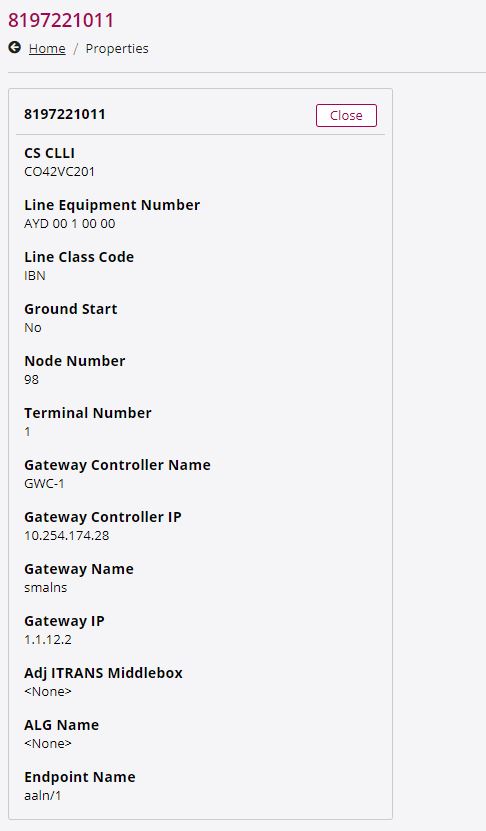 8197221011
Home / Properties
8197221011
Close
CS CLLI
CO42VC201
Line Equipment Number
AYD 00 1 00 00
Line Class Code
IBN
Ground Start
No
Node Number
98
Terminal Number
1
Gateway Controller Name
GWC-1
Gateway Controller IP
10.254.174.28
Gateway Name
smalns
Gateway IP
1.1.12.2
Adj ITRANS Middlebox
<None>
ALG Name
<None>
Endpoint Name
aaln/1